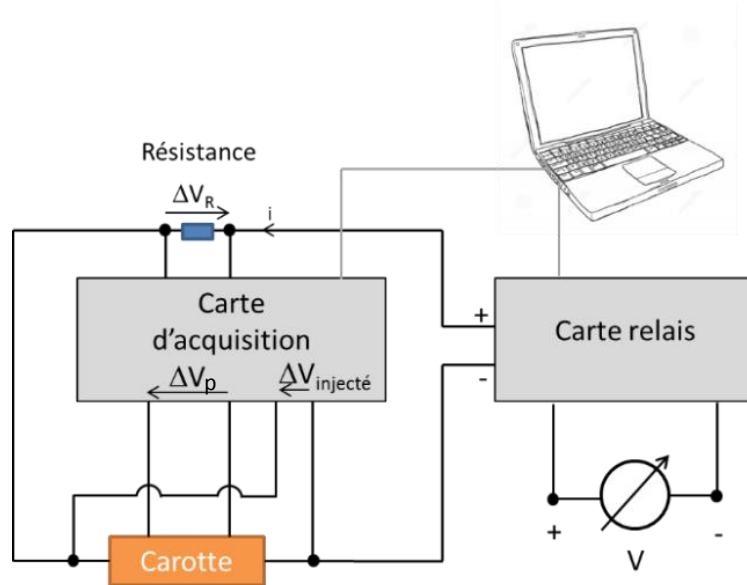 Résistance
ΔVR
i
Carte
d'acquisition
ΔVp
ΔVinjecté
+
-
Carte relais
Carotte
+
-
V